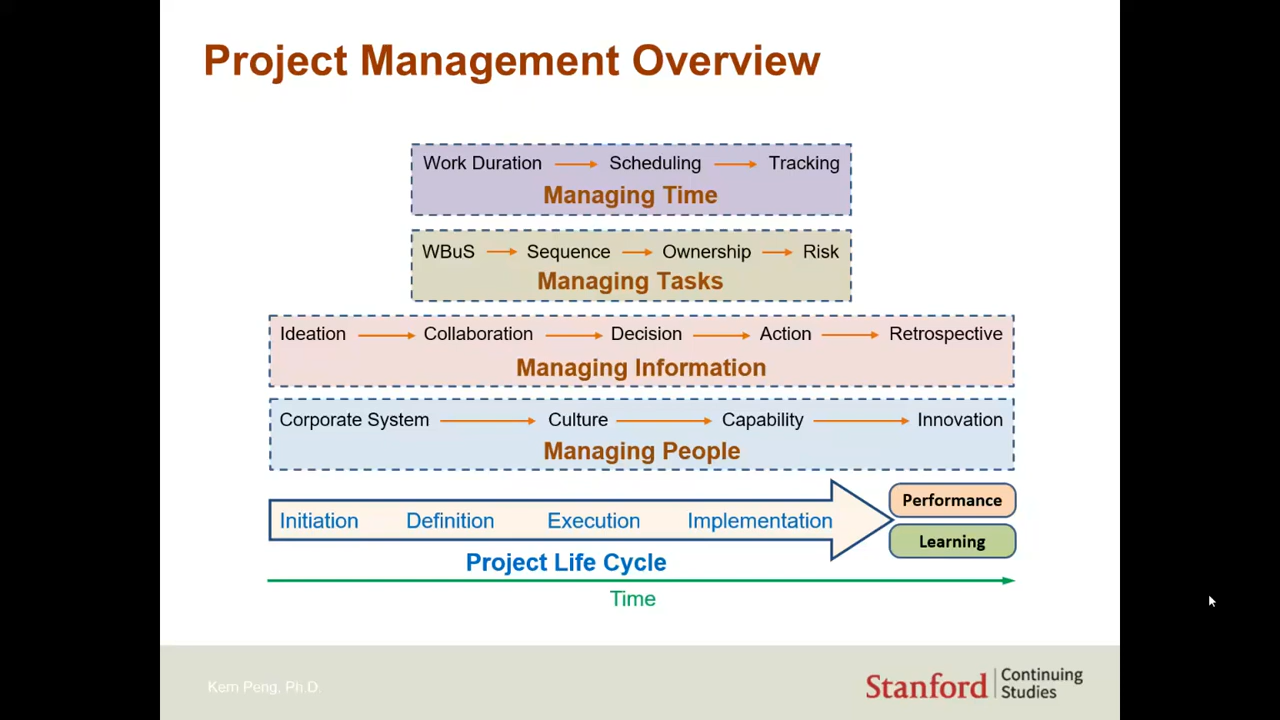 Project Management Overview
Work Duration Scheduling Tracking
Managing Time
WBuS Sequence Ownership Risk
Managing Tasks
Ideation Collaboration Decision Action Retrospective
Managing Information
Corporate System Culture Capability Innovation
Managing People
Performance
Initiation Definition Execution Implementation
Learning
Project Life Cycle
Time
Kern Peng, Ph.D.
Stanford
Continuing
Studies